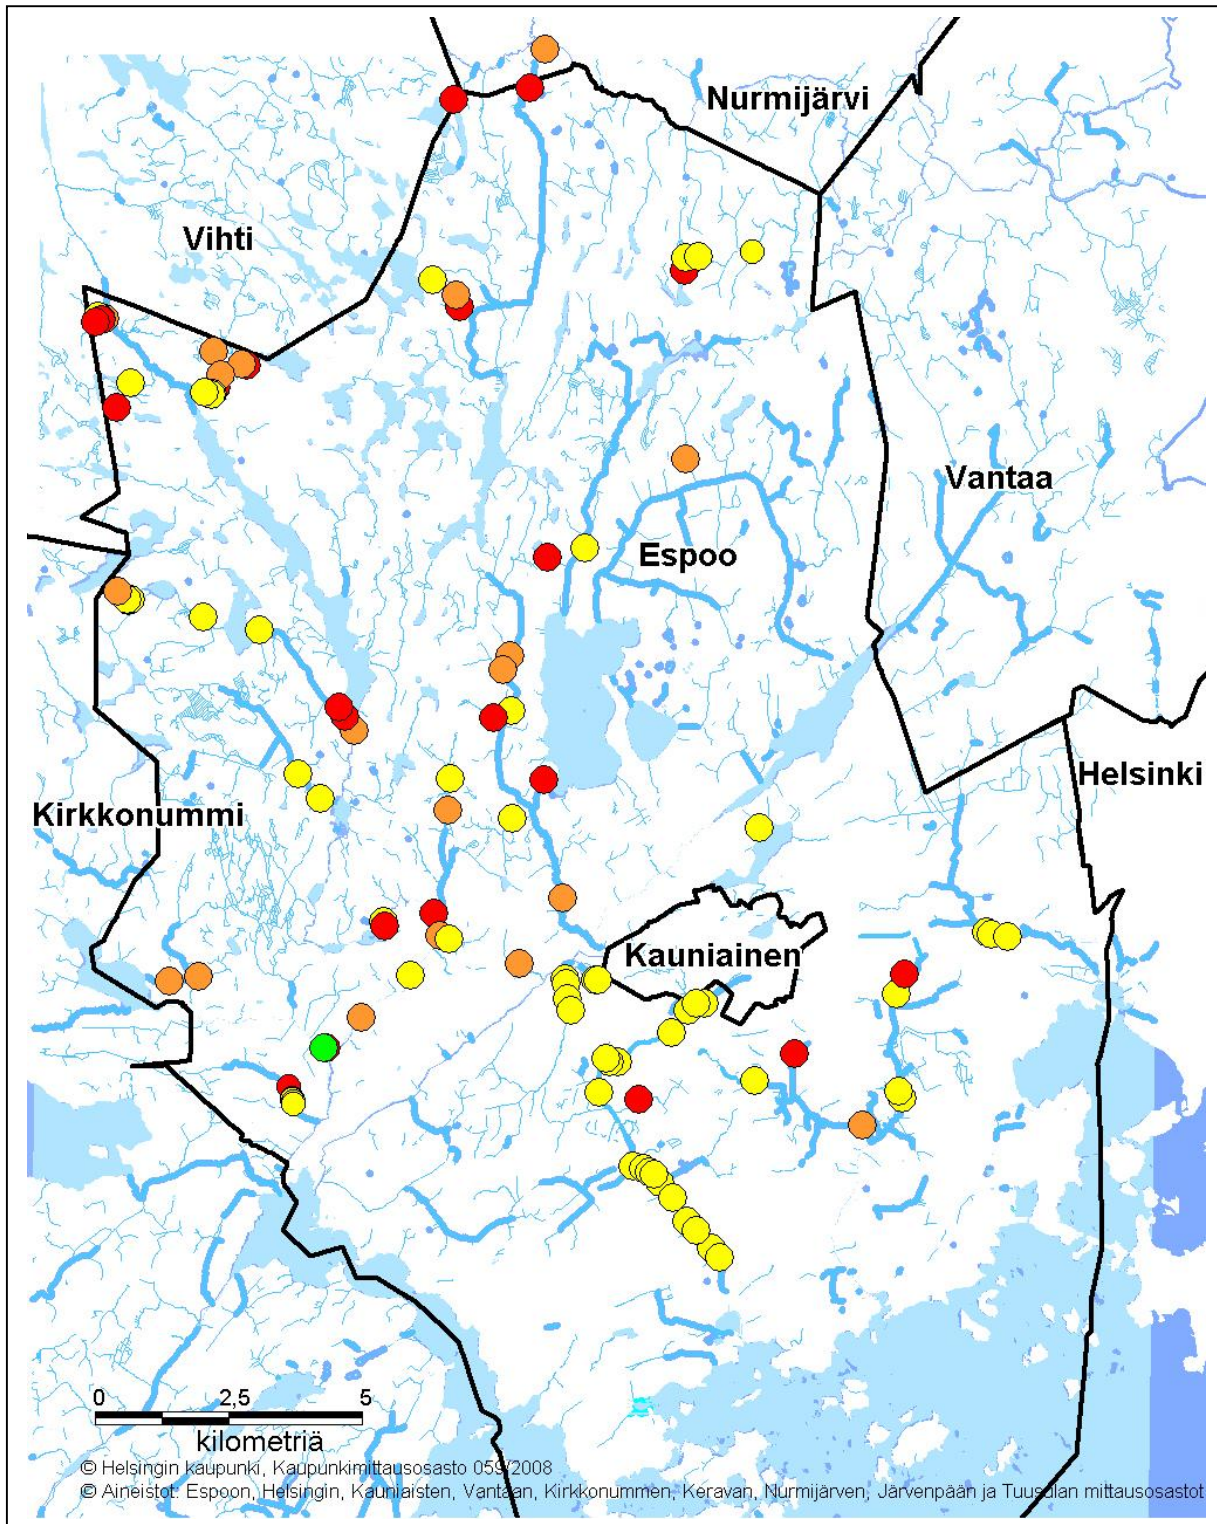 Nurmijärvi
Vihti
Vantaa
Espoo
Helsinki
Kirkkonummi
Kauniainen
0 2,5 5
kilometriä
© Helsingin kaupunki, Kaupunkimittausosasto 059/2008
© Aineistot: Espoon, Helsingin, Kauniaisten, Vantaan, Kirkkonummen, Keravan, Nurmijärven, Järvenpään ja Tuusulan mittausosastot